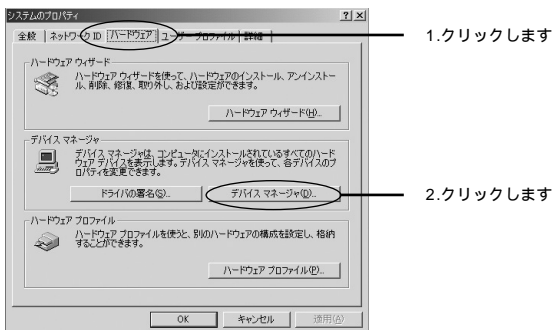 システムのプロパティ
全般 ネットワーク ID ハードウェア ユーザー プロファイル 詳細
1.クリックします
ハードウェア ウィザード
ハードウェア ウィザードを使って、ハードウェアのインストール、アンインストー
ル、削除、修復、取り外し、および設定ができます。
ハードウェア ウィザード(H)...
デバイス マネージャ
デバイス マネージャは、コンピュータにインストールされているすべてのハード
ウェア デバイスを表示します。デバイス マネージャを使って、各デバイスのプ
ロパティを変更できます。
ドライバの署名(S)... デバイス マネージャ(D)...
2.クリックします
ハードウェア プロファイル
ハードウェア プロファイルを使うと、別のハードウェアの構成を設定し、格納
することができます。
ハードウェア プロファイル(P)...
OK キャンセル 適用(A)